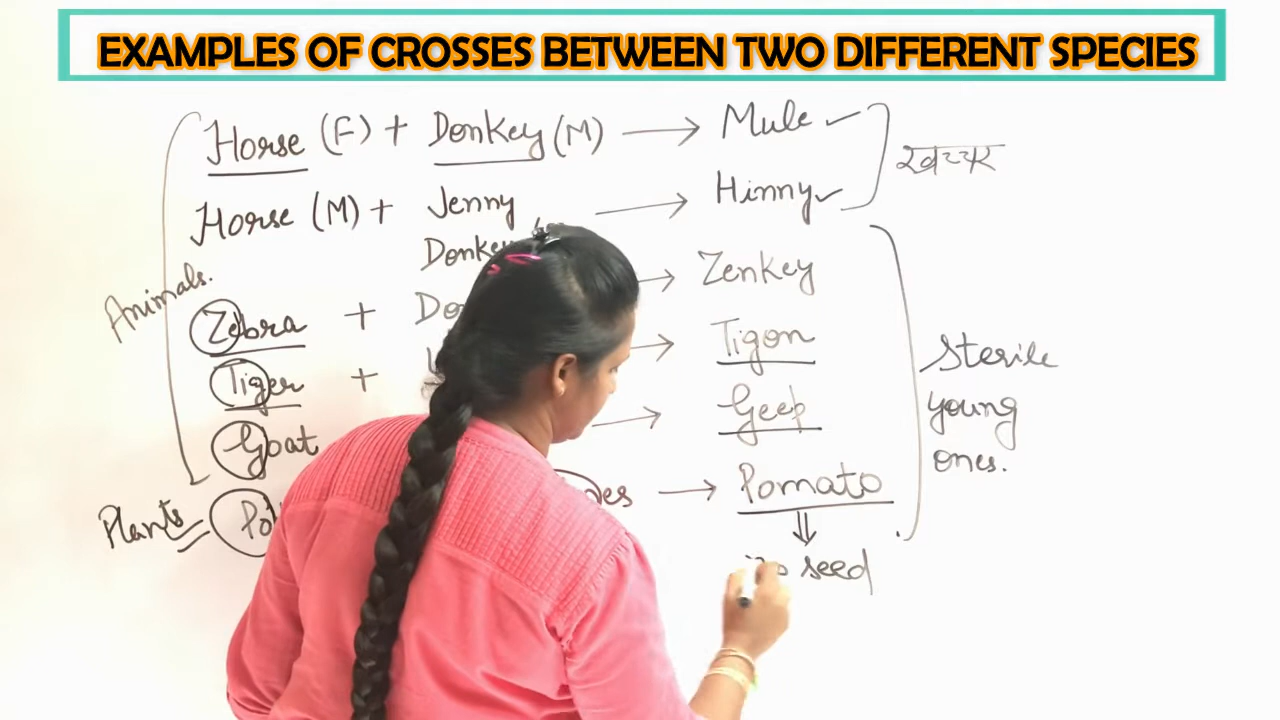 EXAMPLES OF CROSSES BETWEEN TWO DIFFERENT SPECIES
Horse (F) + Donkey (M) → Mule ✓
खच्चर
Horse (M) + Jenny → Hinny ✓
Donkey
Animals.
→ Zenkey
Zebra +
Tiger + → Tigon
Goat → Geep
Sterile
young
ones.
Plants → Pomato
⇓
seed